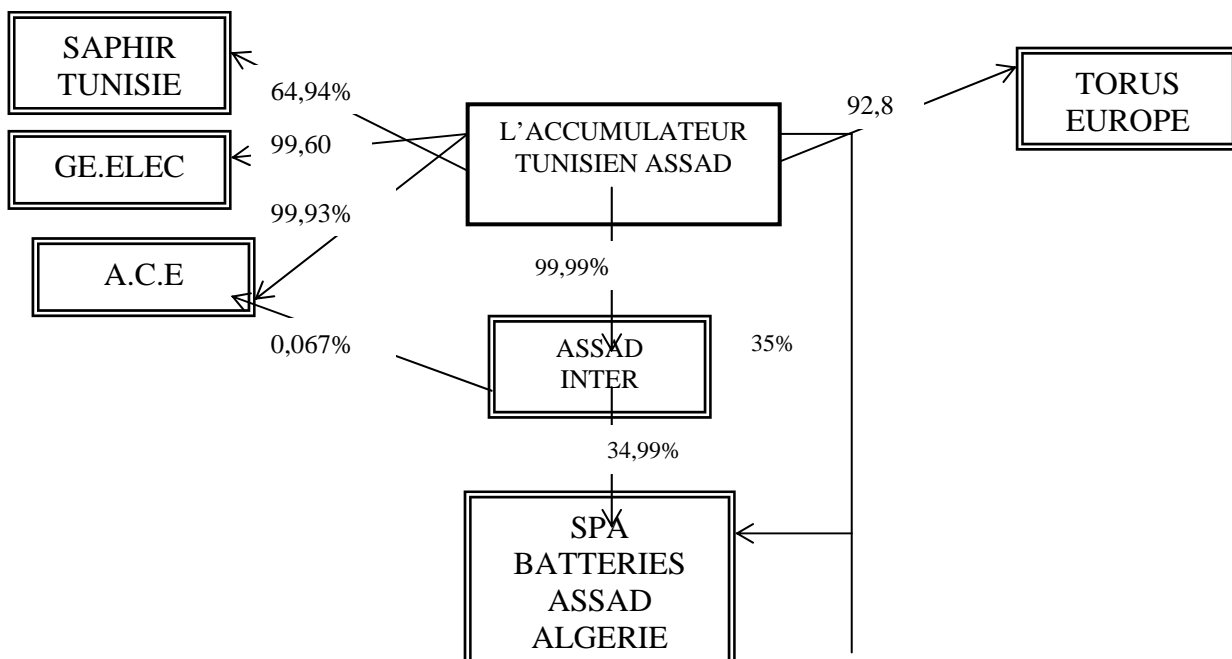 SAPHIR
TUNISIE
64,94%
L’ACCUMULATEUR
TUNISIEN ASSAD
92,8
TORUS
EUROPE
GE.ELEC
99,60
99,93%
A.C.E
99,99%
0,067%
ASSAD
INTER
35%
34,99%
SPA
BATTERIES
ASSAD
ALGERIE